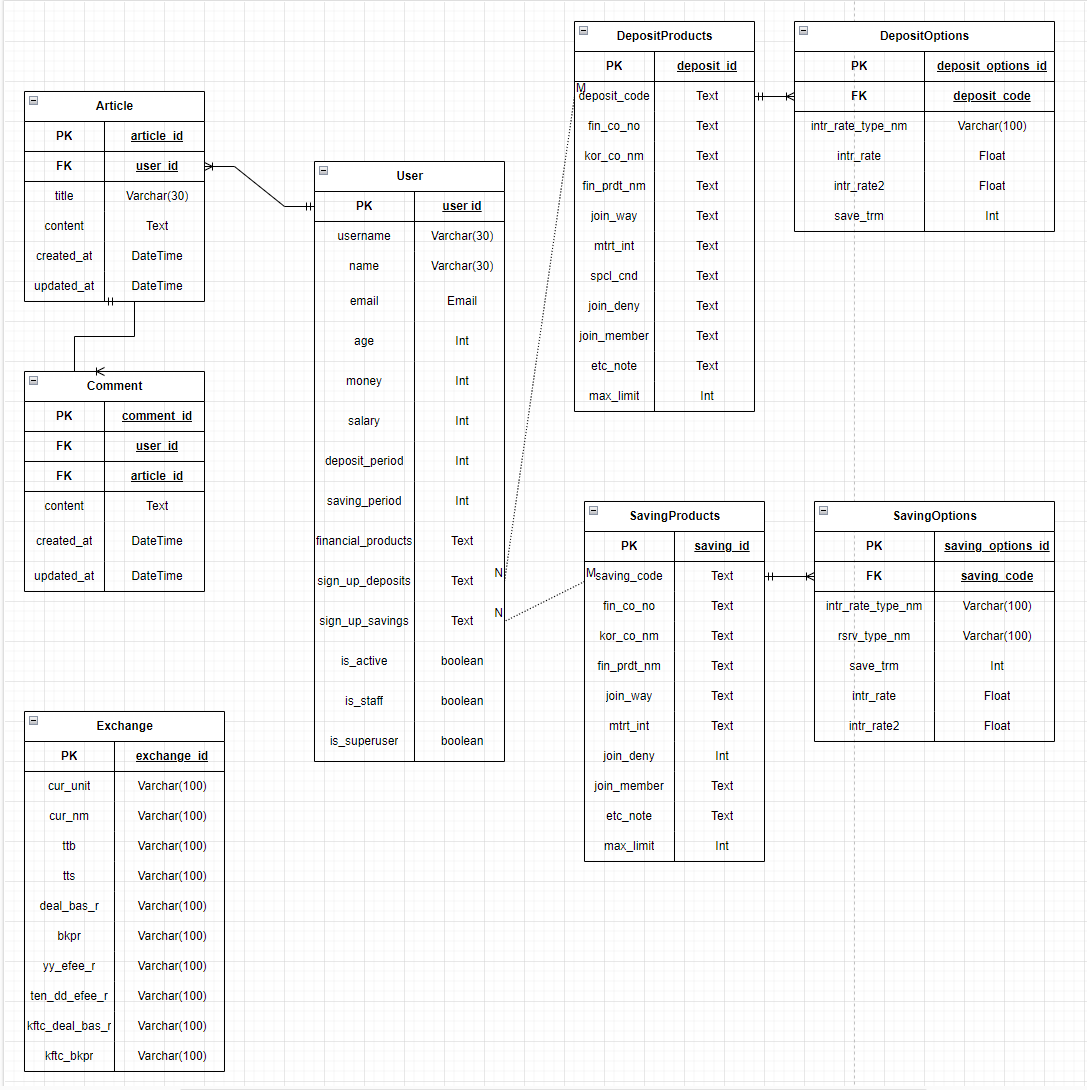 Article
PK article_id
FK user_id
title Varchar(30)
content Text
created_at DateTime
updated_at DateTime
Comment
PK comment_id
FK user_id
FK article_id
content Text
created_at DateTime
updated_at DateTime
Exchange
PK exchange_id
cur_unit Varchar(100)
cur_nm Varchar(100)
ttb Varchar(100)
tts Varchar(100)
deal_bas_r Varchar(100)
bkpr Varchar(100)
yy_efee_r Varchar(100)
ten_dd_efee_r Varchar(100)
kftc_deal_bas_r Varchar(100)
kftc_bkpr Varchar(100)
User
PK user id
username Varchar(30)
name Varchar(30)
email Email
age Int
money Int
salary Int
deposit_period Int
saving_period Int
financial_products Text
sign_up_deposits Text
N
sign_up_savings Text
N
is_active boolean
is_staff boolean
is_superuser boolean
DepositProducts
PK deposit_id
M
deposit_code Text
fin_co_no Text
kor_co_nm Text
fin_prdt_nm Text
join_way Text
mtrt_int Text
spcl_cnd Text
join_deny Text
join_member Text
etc_note Text
max_limit Int
DepositOptions
PK deposit_options_id
FK deposit_code
intr_rate_type_nm Varchar(100)
intr_rate Float
intr_rate2 Float
save_trm Int
SavingProducts
PK saving_id
M
saving_code Text
fin_co_no Text
kor_co_nm Text
fin_prdt_nm Text
join_way Text
mtrt_int Text
join_deny Int
join_member Text
etc_note Text
max_limit Int
SavingOptions
PK saving_options_id
FK saving_code
intr_rate_type_nm Varchar(100)
rsrv_type_nm Varchar(100)
save_trm Int
intr_rate Float
intr_rate2 Float